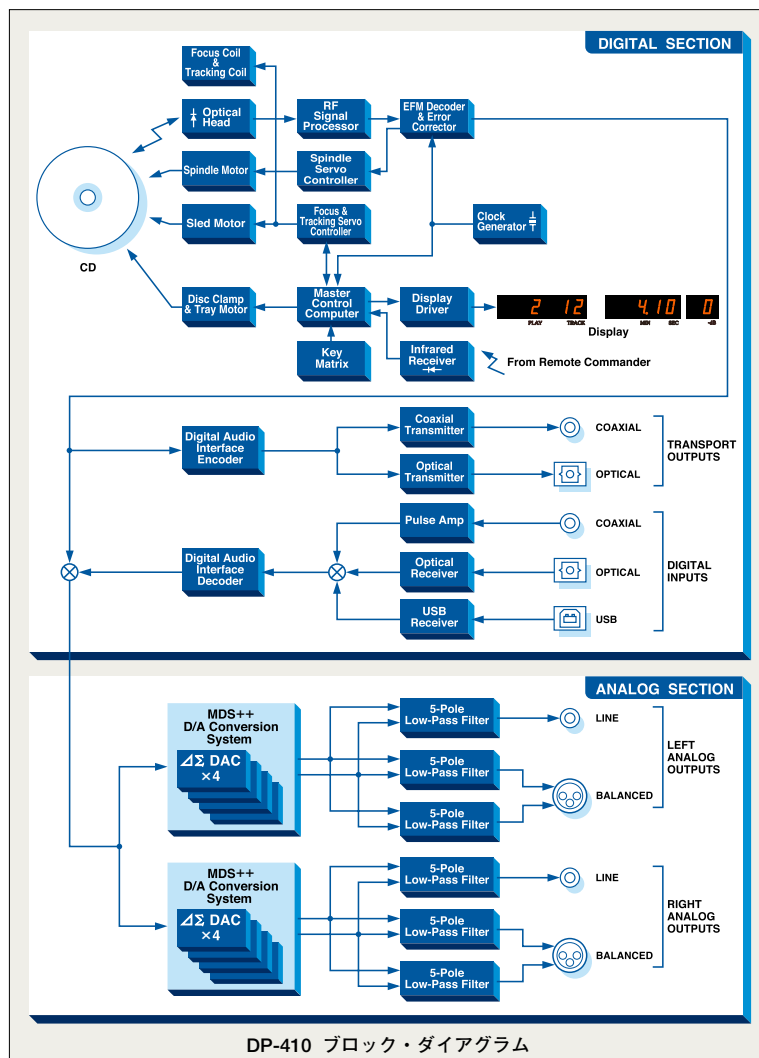 DIGITAL SECTION
Focus Coil
&
Tracking Coil
Optical
Head
RF
Signal
Processor
EFM Decoder
& Error
Corrector
Spindle Motor
Spindle
Servo
Controller
Sled Motor
Focus &
Tracking Servo
Controller
Clock
Generator
CD
Disc Clamp
& Tray Motor
Master
Control
Computer
Display
Driver
2 12
PLAY TRACK
4.10
MIN SEC
0
-dB
Display
Key
Matrix
Infrared
Receiver
From Remote Commander
Digital Audio
Interface
Encoder
Coaxial
Transmitter
COAXIAL
Optical
Transmitter
OPTICAL
TRANSPORT
OUTPUTS
Pulse Amp
COAXIAL
Digital Audio
Interface
Decoder
Optical
Receiver
OPTICAL
USB
Receiver
USB
DIGITAL
INPUTS
ANALOG SECTION
MDS++
D/A Conversion
System
⊿Σ DAC
×4
5-Pole
Low-Pass Filter
LINE
5-Pole
Low-Pass Filter
5-Pole
Low-Pass Filter
BALANCED
LEFT
ANALOG
OUTPUTS
MDS++
D/A Conversion
System
⊿Σ DAC
×4
5-Pole
Low-Pass Filter
LINE
5-Pole
Low-Pass Filter
5-Pole
Low-Pass Filter
BALANCED
RIGHT
ANALOG
OUTPUTS
DP-410 ブロック・ダイアグラム